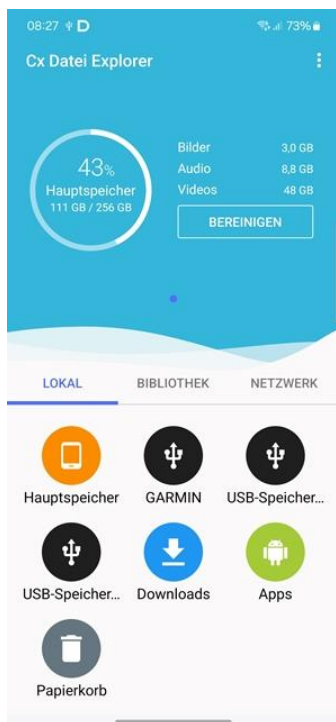 08:27
73%
Cx Datei Explorer
43%
Hauptspeicher
111 GB / 256 GB
Bilder 3,0 GB
Audio 8,8 GB
Videos 48 GB
BEREINIGEN
LOKAL BIBLIOTHEK NETZWERK
Hauptspeicher GARMIN USB-Speicher...
USB-Speicher... Downloads Apps
Papierkorb